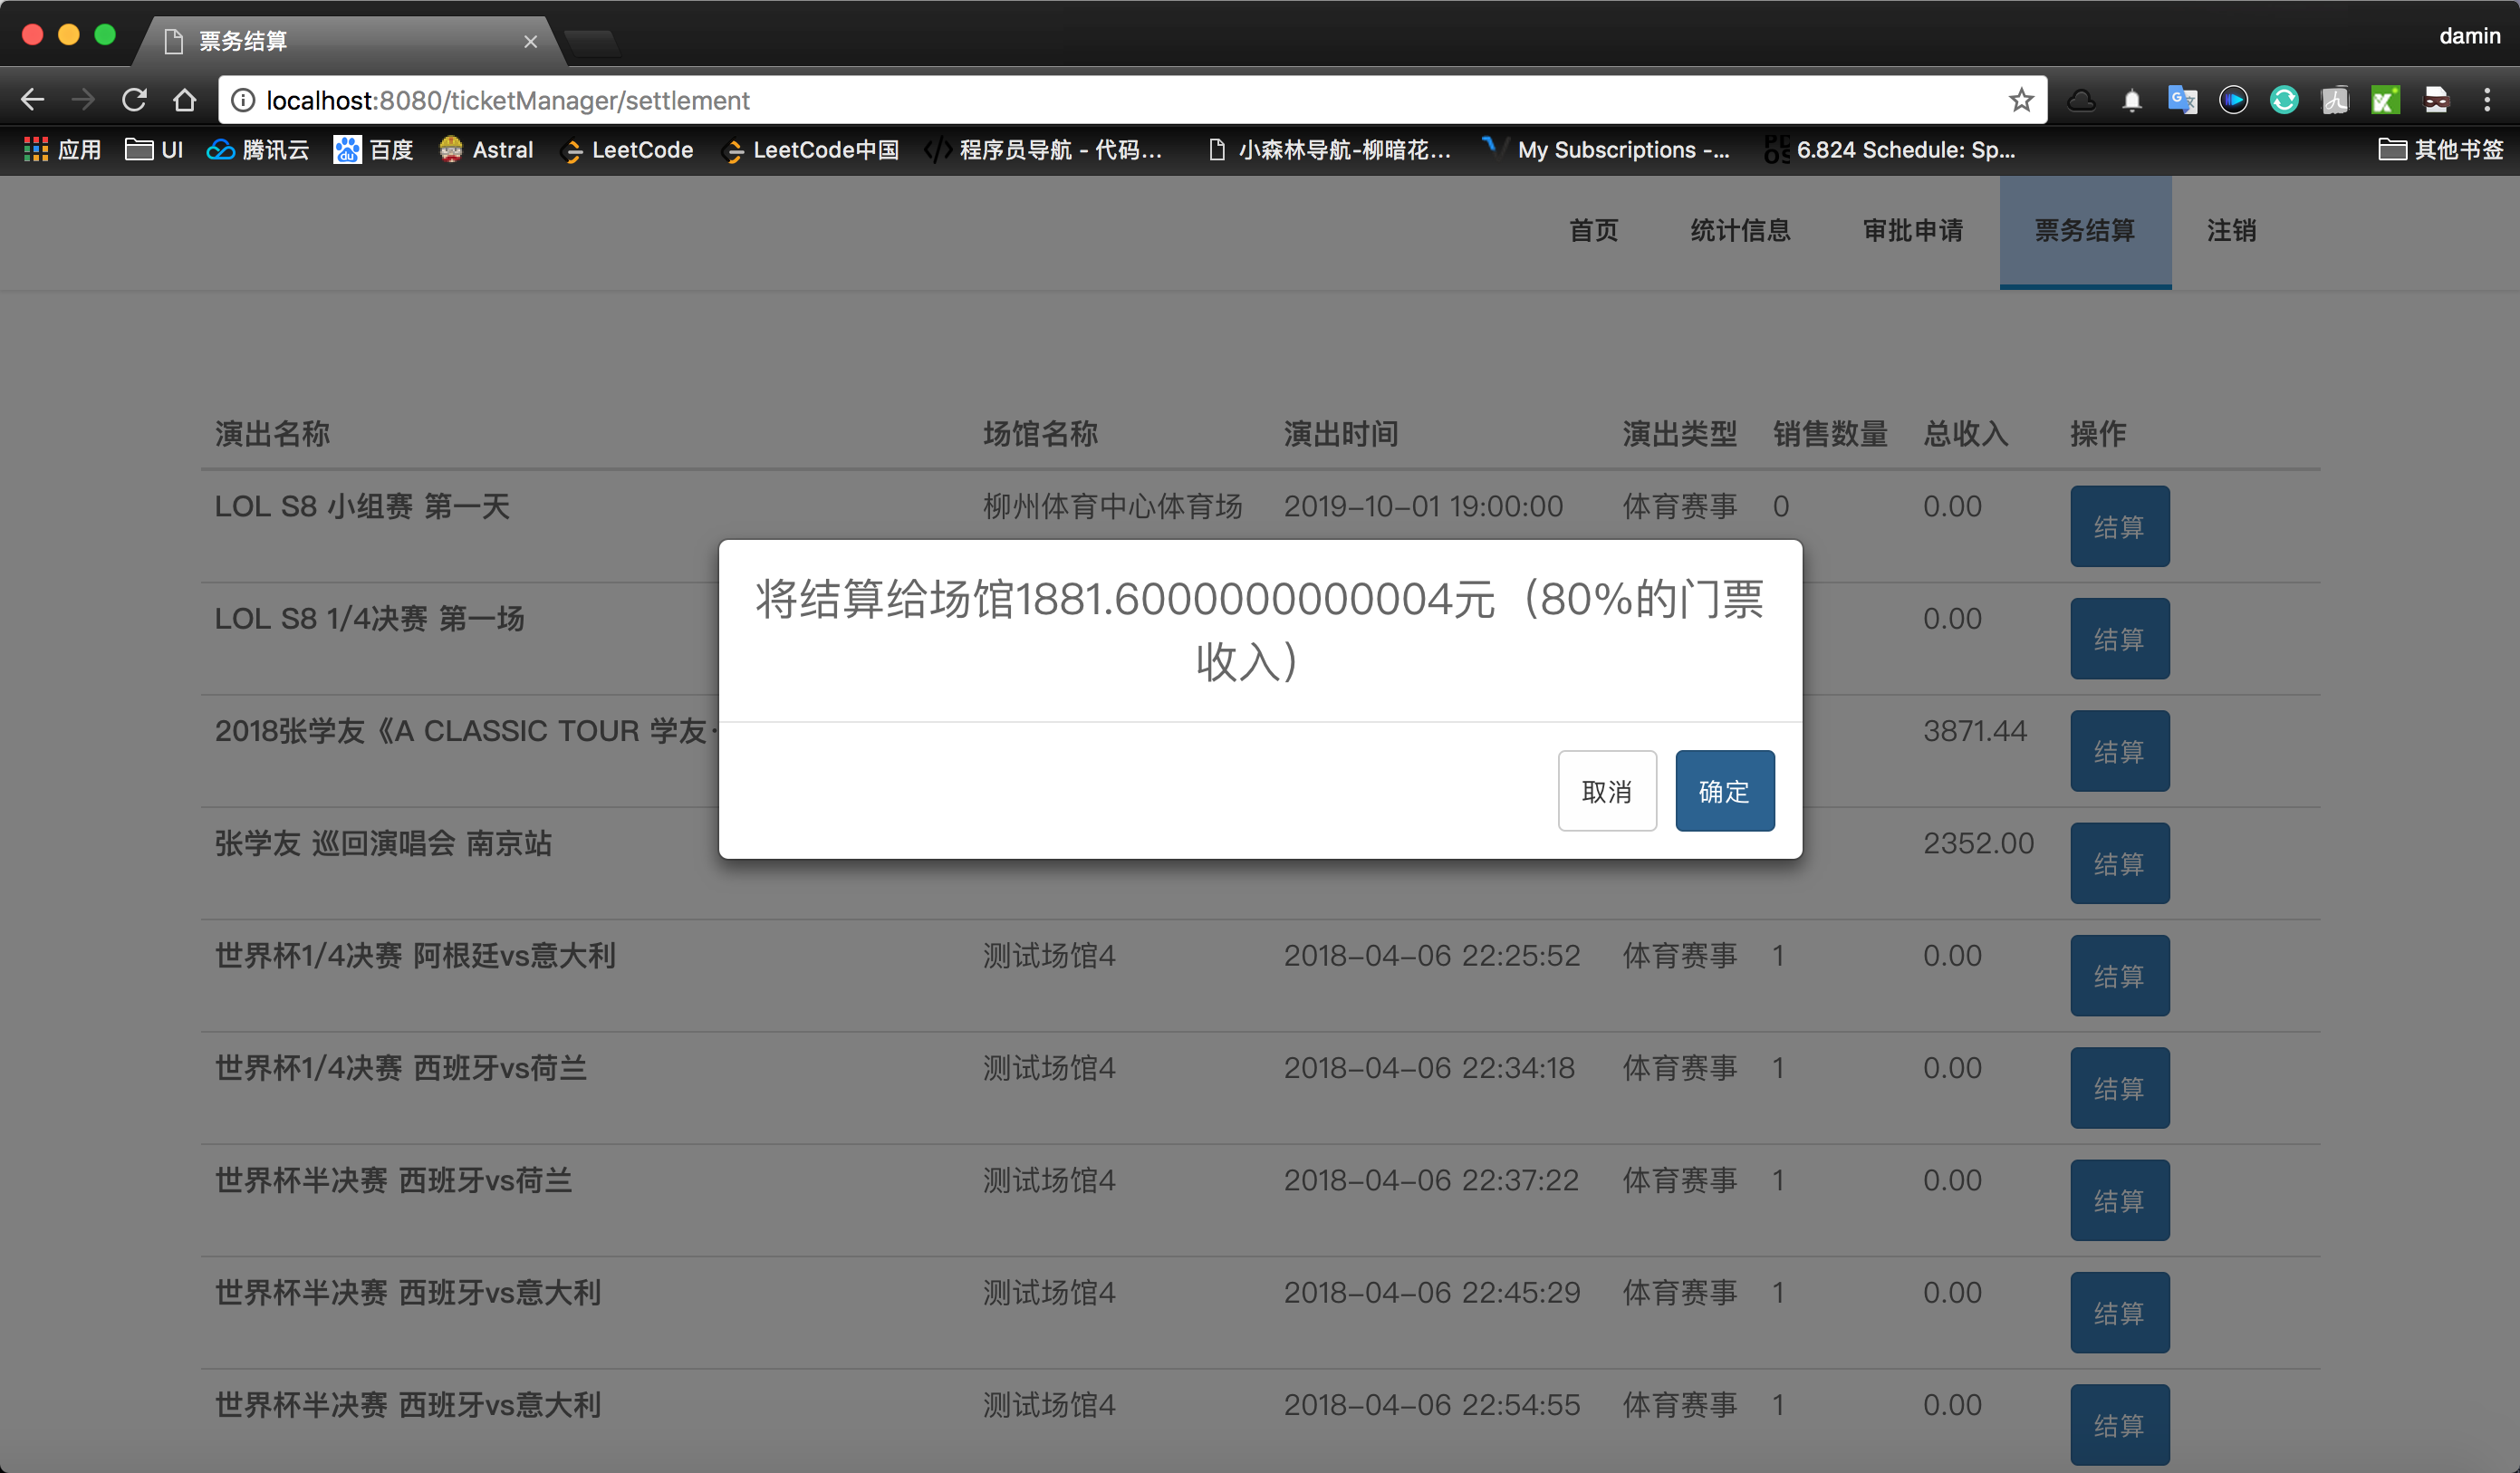 票务结算
damin
localhost:8080/ticketManager/settlement
应用 UI 腾讯云 百度 Astral LeetCode LeetCode中国 程序员导航 - 代码... 小森林导航-柳暗花... My Subscriptions -... 6.824 Schedule: Sp... 其他书签
首页 统计信息 审批申请 票务结算 注销
演出名称 场馆名称 演出时间 演出类型 销售数量 总收入 操作
LOL S8 小组赛 第一天 柳州体育中心体育场 2019-10-01 19:00:00 体育赛事 0 0.00 结算
LOL S8 1/4决赛 第一场 0.00 结算
2018张学友《A CLASSIC TOUR 学友· 3871.44 结算
张学友 巡回演唱会 南京站 2352.00 结算
将结算给场馆1881.6000000000004元（80%的门票
收入）
取消 确定
世界杯1/4决赛 阿根廷vs意大利 测试场馆4 2018-04-06 22:25:52 体育赛事 1 0.00 结算
世界杯1/4决赛 西班牙vs荷兰 测试场馆4 2018-04-06 22:34:18 体育赛事 1 0.00 结算
世界杯半决赛 西班牙vs荷兰 测试场馆4 2018-04-06 22:37:22 体育赛事 1 0.00 结算
世界杯半决赛 西班牙vs意大利 测试场馆4 2018-04-06 22:45:29 体育赛事 1 0.00 结算
世界杯半决赛 西班牙vs意大利 测试场馆4 2018-04-06 22:54:55 体育赛事 1 0.00 结算